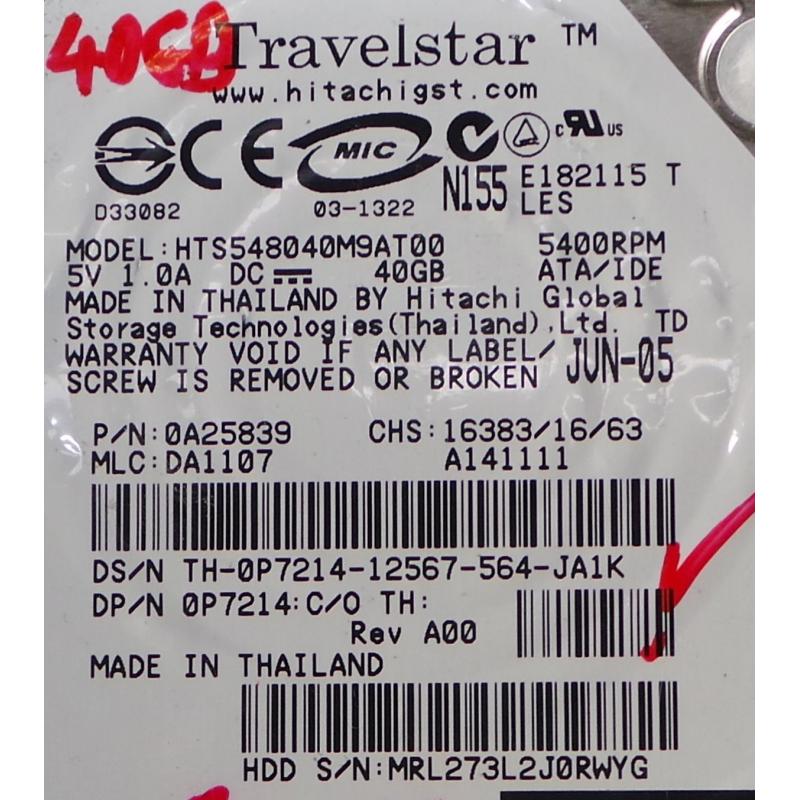 40GB
Travelstar ™
www.hitachigst.com
CE MIC c RU US
D33082 03-1322 N155 E182115 T
LES
MODEL:HTS548040M9AT00 5400RPM
5V 1.0A DC 40GB ATA/IDE
MADE IN THAILAND BY Hitachi Global
Storage Technologies(Thailand),Ltd. TD
WARRANTY VOID IF ANY LABEL/
SCREW IS REMOVED OR BROKEN JUN-05
P/N:0A25839 CHS:16383/16/63
MLC:DA1107 A141111
DS/N TH-0P7214-12567-564-JA1K
DP/N 0P7214:C/O TH:
Rev A00
MADE IN THAILAND
HDD S/N:MRL273L2J0RWYG